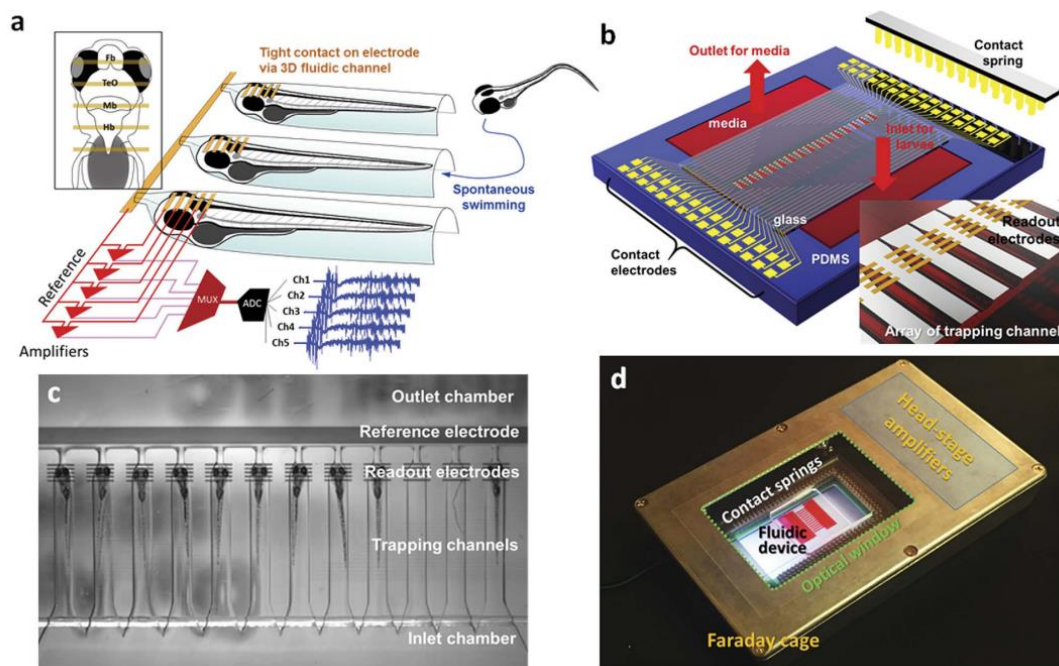 a
Fb
TeO
Mb
Hb
Tight contact on electrode
via 3D fluidic channel
Spontaneous
swimming
Reference
Amplifiers
MUX
ADC
Ch1
Ch2
Ch3
Ch4
Ch5
b
Outlet for media
Contact
spring
media
Inlet for
larvae
glass
Contact
electrodes
PDMS
Readout
electrodes
Array of trapping channel
c
Outlet chamber
Reference electrode
Readout electrodes
Trapping channels
Inlet chamber
d
Head-stage
amplifiers
Contact springs
Fluidic
device
Optical window
Faraday cage